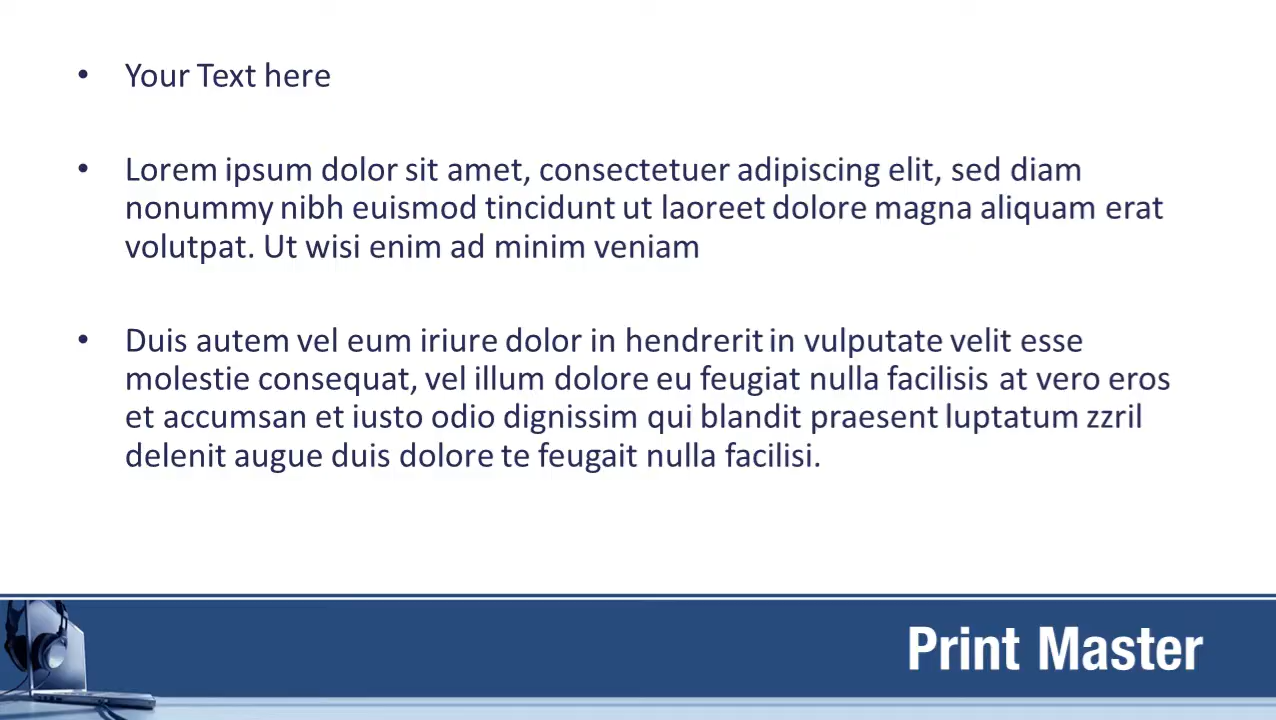 • Your Text here
• Lorem ipsum dolor sit amet, consectetuer adipiscing elit, sed diam
nonummy nibh euismod tincidunt ut laoreet dolore magna aliquam erat
volutpat. Ut wisi enim ad minim veniam
• Duis autem vel eum iriure dolor in hendrerit in vulputate velit esse
molestie consequat, vel illum dolore eu feugiat nulla facilisis at vero eros
et accumsan et iusto odio dignissim qui blandit praesent luptatum zzril
delenit augue duis dolore te feugait nulla facilisi.
Print Master